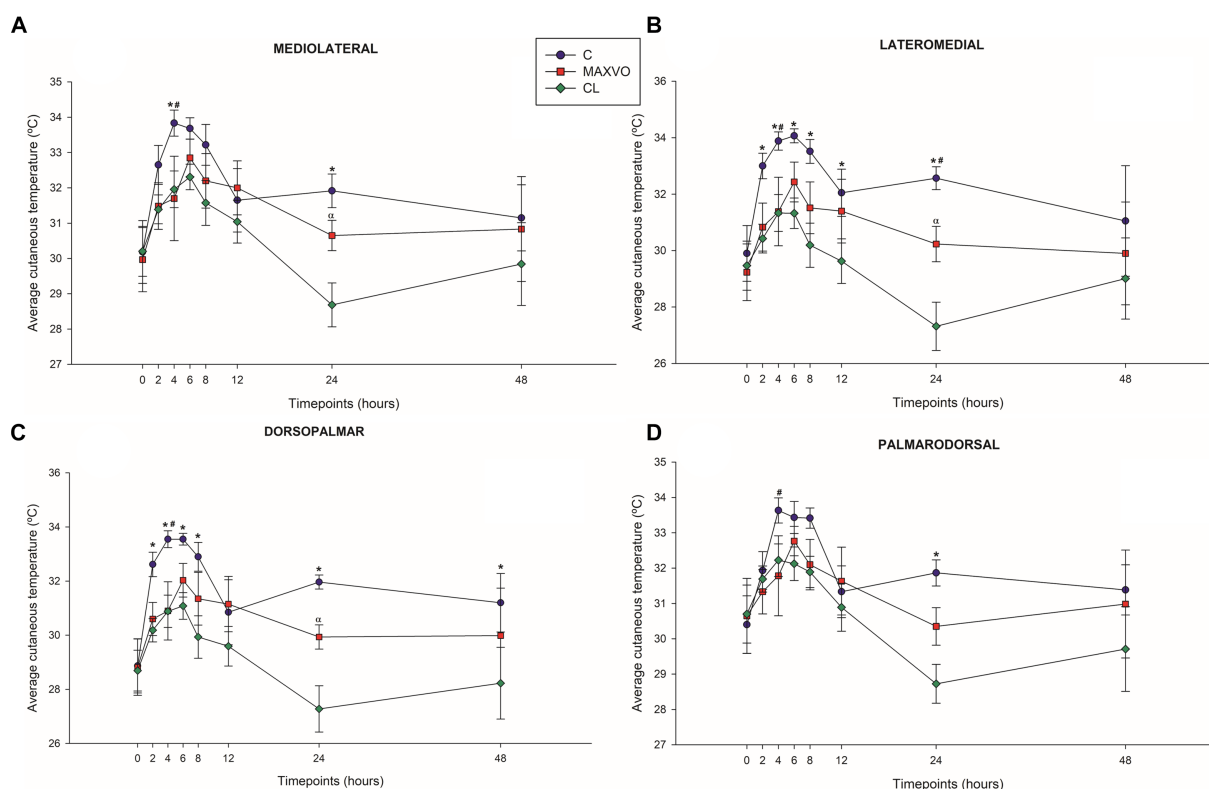 A
MEDIOLATERAL
C
MAXVO
CL
Average cutaneous temperature (ºC)
35
34
33
32
31
30
29
28
27
*#
*
α
0 2 4 6 8 12 24 48
Timepoints (hours)
B
LATEROMEDIAL
Average cutaneous temperature (ºC)
36
34
32
30
28
26
* *# * * * *#
α
0 2 4 6 8 12 24 48
Timepoints (hours)
C
DORSOPALMAR
Average cutaneous temperature (ºC)
36
34
32
30
28
26
* *# * * * *
α
0 2 4 6 8 12 24 48
Timepoints (hours)
D
PALMARODORSAL
Average cutaneous temperature (ºC)
35
34
33
32
31
30
29
28
27
#
*
0 2 4 6 8 12 24 48
Timepoints (hours)